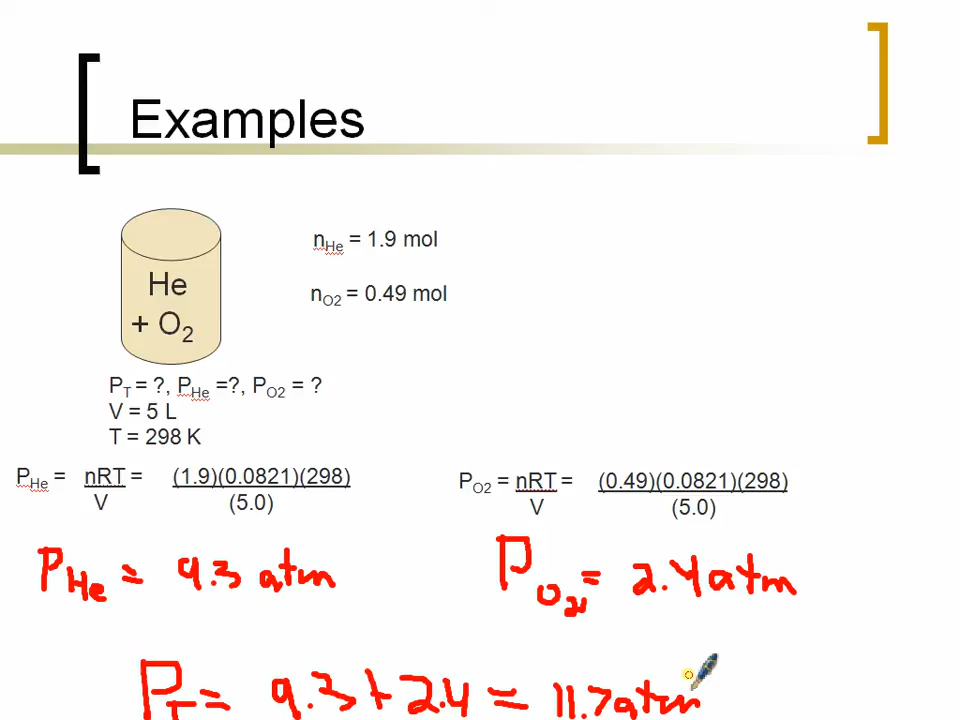 Examples
He
+ O2
nHe = 1.9 mol
nO2 = 0.49 mol
PT = ?, PHe =?, PO2 = ?
V = 5 L
T = 298 K
PHe = nRT = (1.9)(0.0821)(298)
V (5.0)
PO2 = nRT = (0.49)(0.0821)(298)
V (5.0)
PHe = 9.3 atm
PO2 = 2.4 atm
PT = 9.3 + 2.4 = 11.7 atm